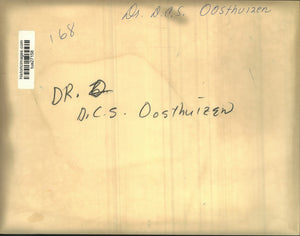 Dr. D.C.S. Oosthuizen
168
DR.
D.C.S. Oosthuizen